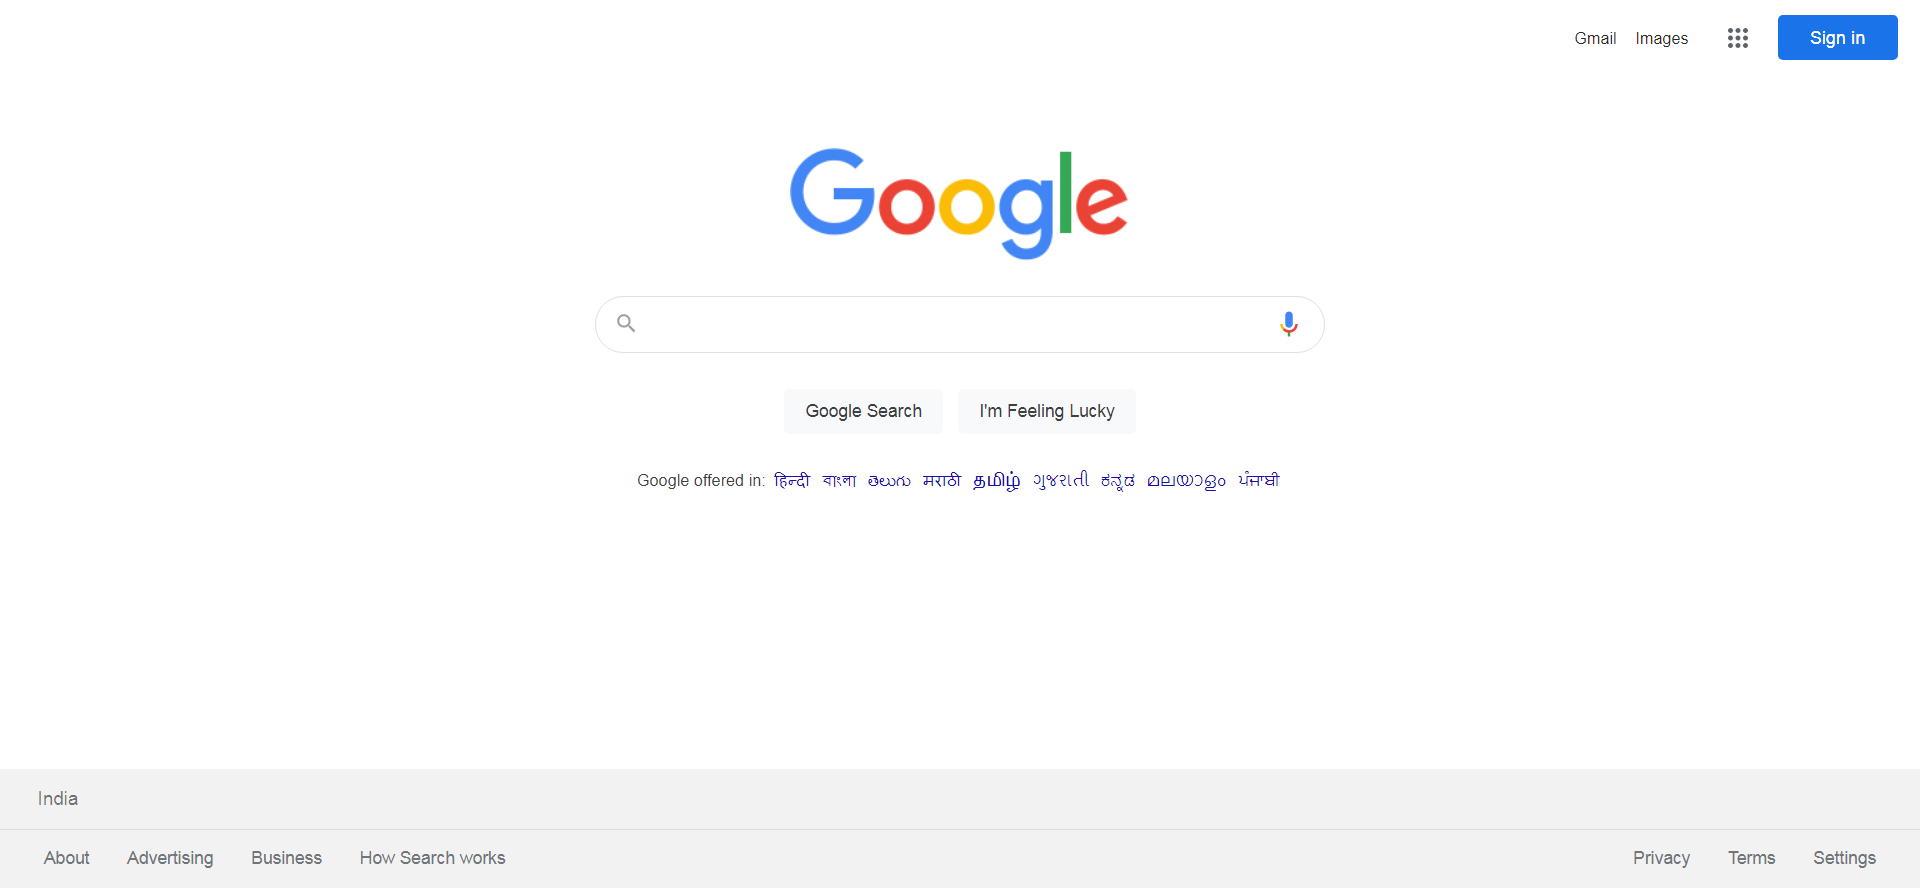 Gmail Images Sign in
Google
Google Search I'm Feeling Lucky
Google offered in: हिन्दी বাংলা తెలుగు मराठी தமிழ் ગુજરાતી ಕನ್ನಡ മലയാളം ਪੰਜਾਬੀ
India
About Advertising Business How Search works Privacy Terms Settings